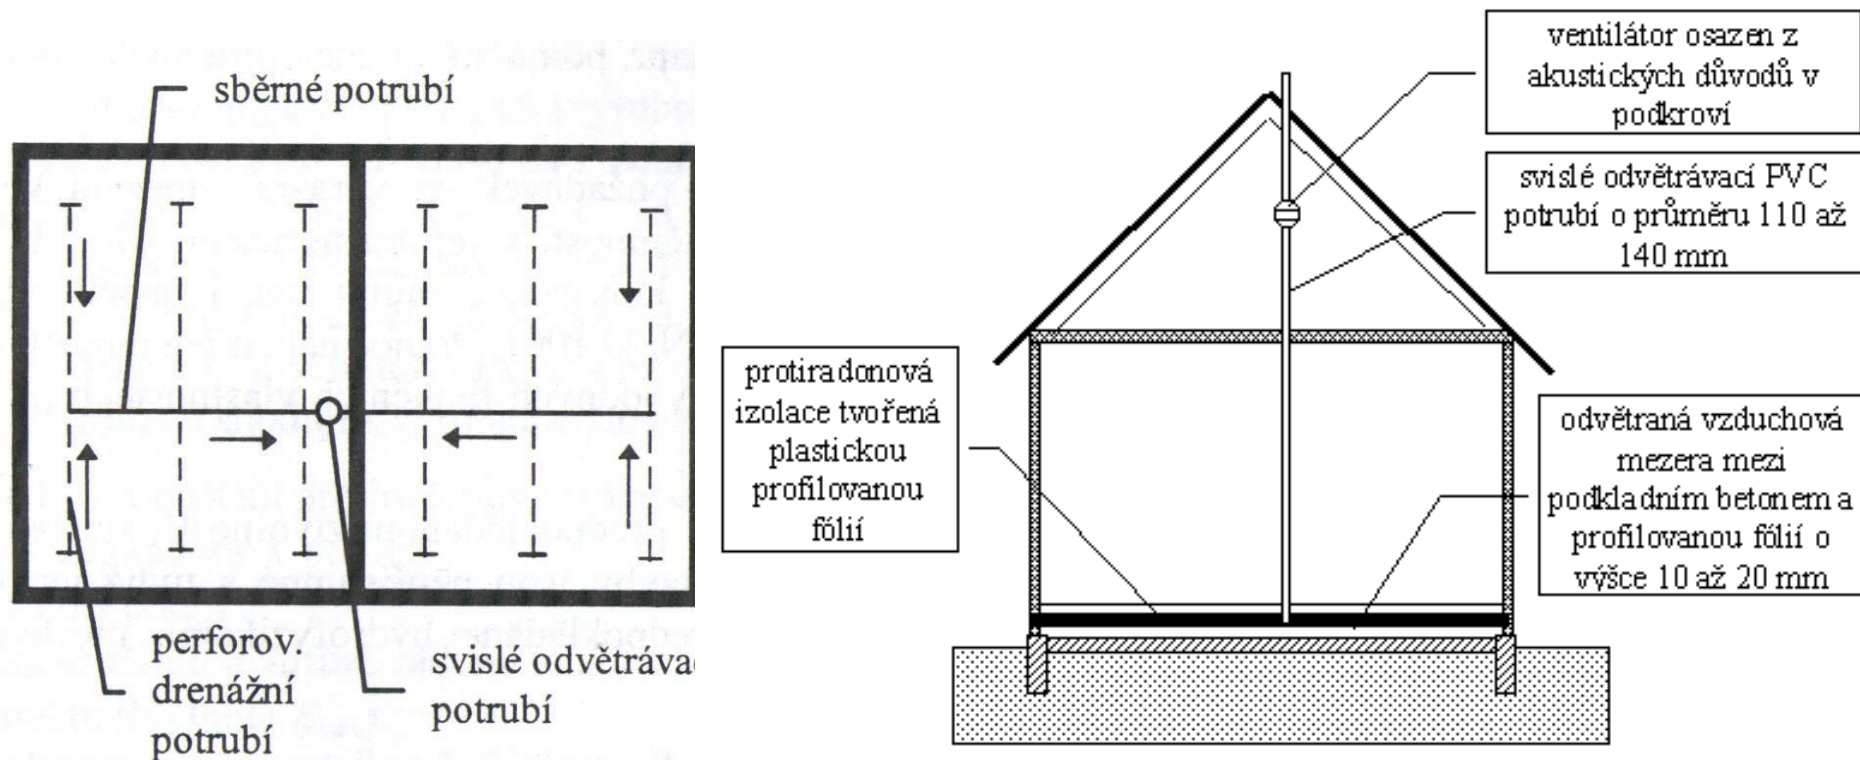 sběrné potrubí
perforov.
drenážní
potrubí
svislé odvětráva
potrubí
ventilátor osazen z
akustických důvodů v
podkroví
svislé odvětrávací PVC
potrubí o průměru 110 až
140 mm
protiradonová
izolace tvořená
plastickou
profilovanou
fólií
odvětraná vzduchová
mezera mezi
podkladním betonem a
profilovanou fólií o
výšce 10 až 20 mm